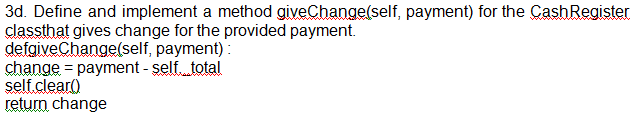 3d. Define and implement a method giveChange(self, payment) for the CashRegister
classthat gives change for the provided payment.
defgiveChange(self, payment) :
change = payment - self._total
self.clear()
return change